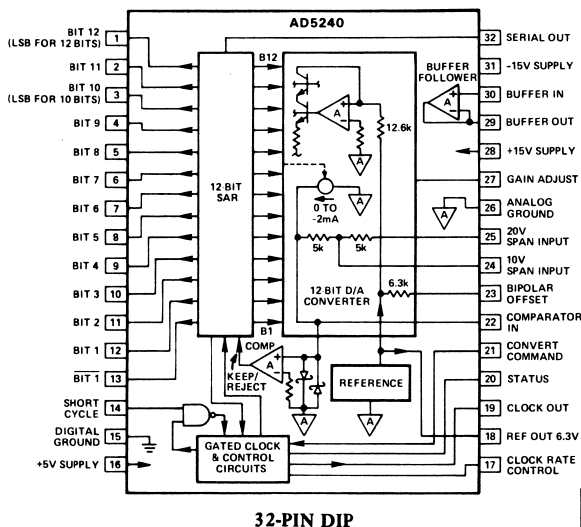 AD5240
BIT 12
(LSB FOR 12 BITS)
1
BIT 11
2
BIT 10
(LSB FOR 10 BITS)
3
BIT 9
4
BIT 8
5
BIT 7
6
BIT 6
7
BIT 5
8
BIT 4
9
BIT 3
10
BIT 2
11
BIT 1
12
BIT 1
13
SHORT
CYCLE
14
DIGITAL
GROUND
15
+5V SUPPLY
16
12-BIT
SAR
B12
B1
A
A
12.6k
0 TO
-2mA
A
5k
5k
6.3k
12-BIT D/A
CONVERTER
COMP
KEEP/
REJECT
A
A
REFERENCE
A
GATED CLOCK
& CONTROL
CIRCUITS
BUFFER
FOLLOWER
A
A
32
SERIAL OUT
31
-15V SUPPLY
30
BUFFER IN
29
BUFFER OUT
28
+15V SUPPLY
27
GAIN ADJUST
26
ANALOG
GROUND
25
20V
SPAN INPUT
24
10V
SPAN INPUT
23
BIPOLAR
OFFSET
22
COMPARATOR
IN
21
CONVERT
COMMAND
20
STATUS
19
CLOCK OUT
18
REF OUT 6.3V
17
CLOCK RATE
CONTROL
32-PIN DIP